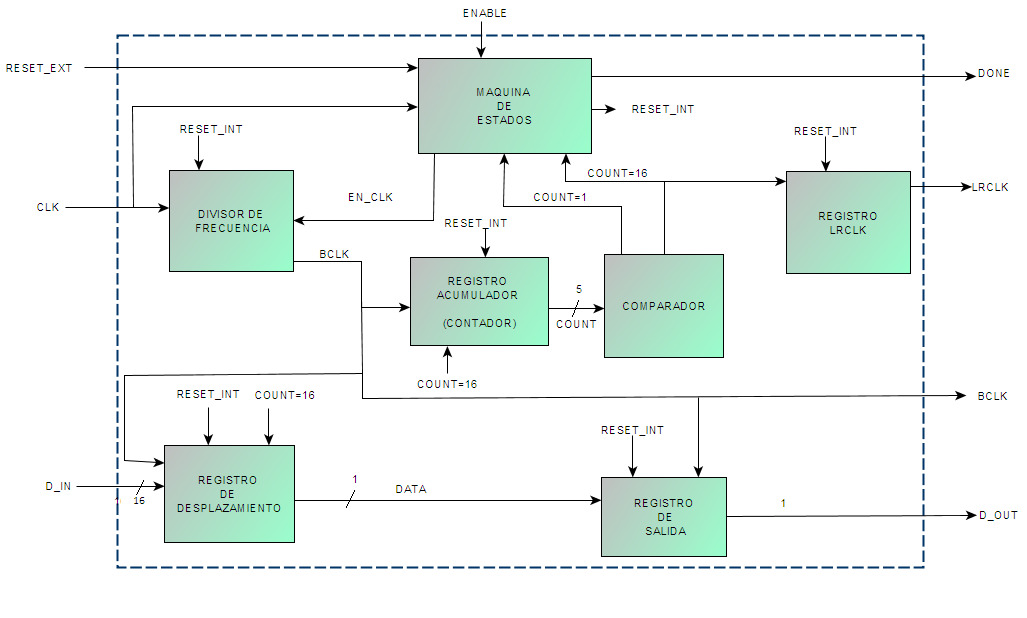 ENABLE
RESET_EXT
MAQUINA
DE
ESTADOS
DONE
RESET_INT
RESET_INT
RESET_INT
COUNT=16
CLK
EN_CLK
COUNT=1
LRCLK
DIVISOR DE
FRECUENCIA
REGISTRO
LRCLK
RESET_INT
BCLK
REGISTRO
ACUMULADOR
(CONTADOR)
5
COUNT
COMPARADOR
COUNT=16
RESET_INT
COUNT=16
BCLK
RESET_INT
D_IN
16
REGISTRO
DE
DESPLAZAMIENTO
1
DATA
REGISTRO
DE
SALIDA
1
D_OUT